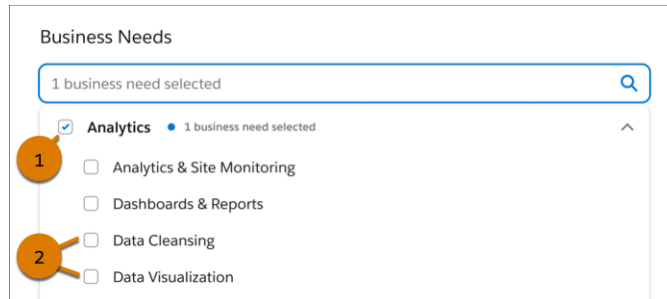 Business Needs
1 business need selected
Analytics • 1 business need selected
1
Analytics & Site Monitoring
Dashboards & Reports
Data Cleansing
2
Data Visualization